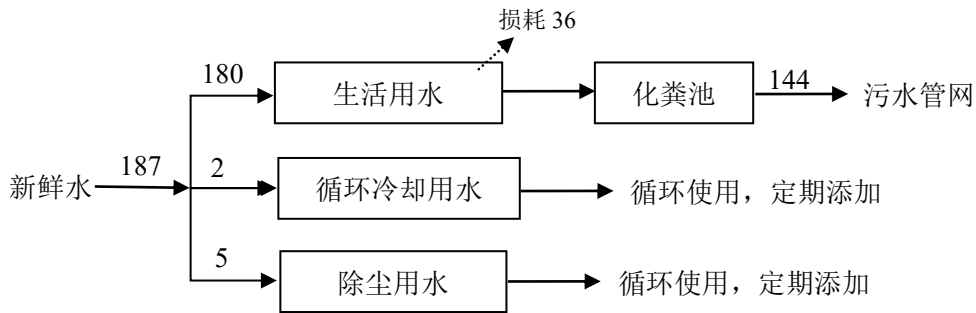 损耗 36
180
生活用水
化粪池
144
污水管网
新鲜水
187
2
循环冷却用水
循环使用，定期添加
5
除尘用水
循环使用，定期添加